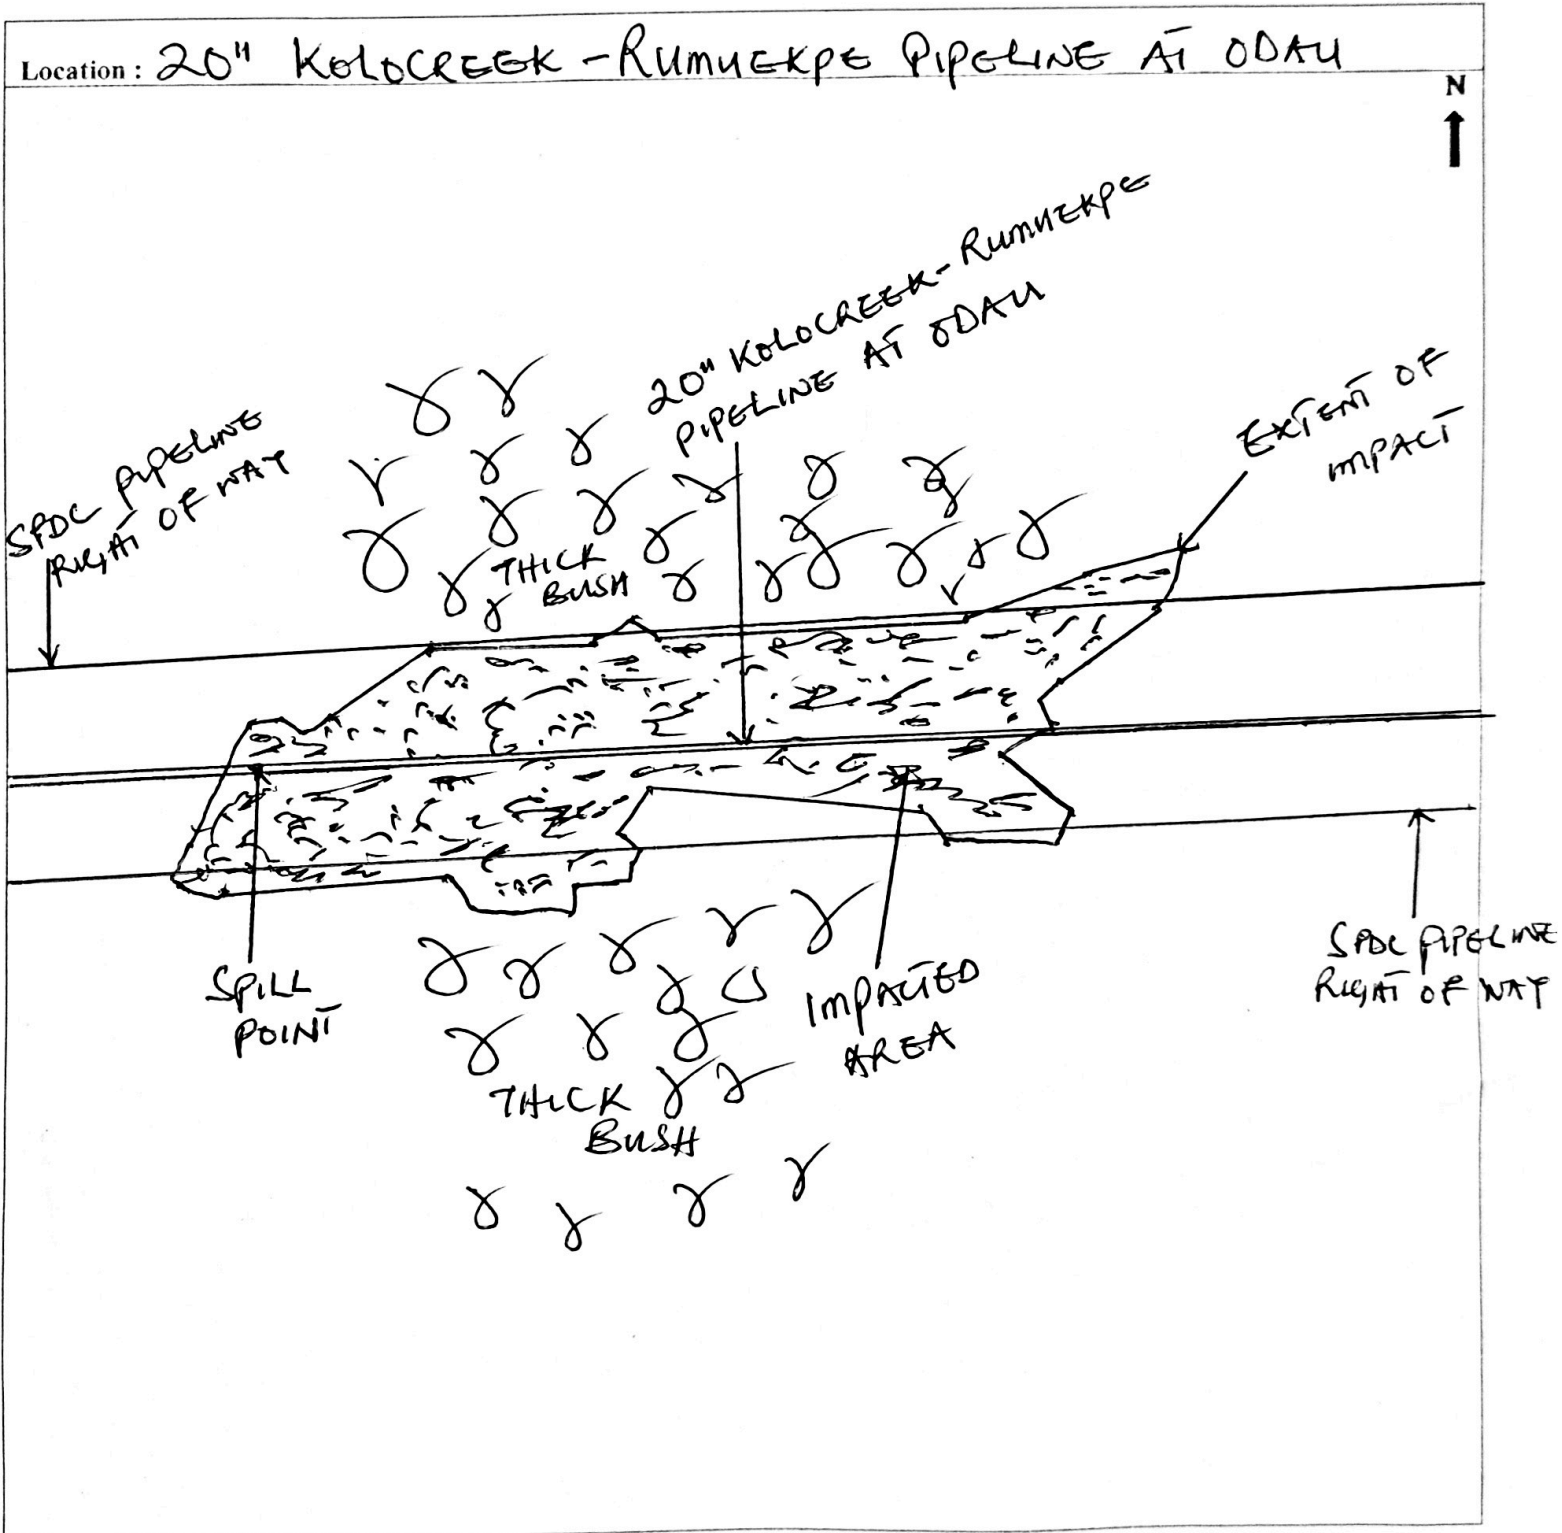 Location : 20" KOLOCREEK - RUMUEKPE PIPELINE AT ODAU
N
20" KOLOCREEK - RUMUEKPE
PIPELINE AT ODAU
EXTENT OF
IMPACT
SPDC PIPELINE
RIGHT OF WAY
THICK
BUSH
SPILL
POINT
IMPACTED
AREA
SPDC PIPELINE
RIGHT OF WAY
THICK
BUSH